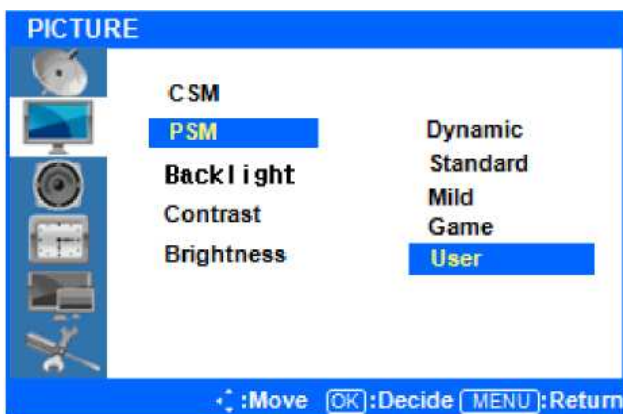 PICTURE
CSM
PSM
Backlight
Contrast
Brightness
Dynamic
Standard
Mild
Game
User
:Move OK:Decide MENU:Return